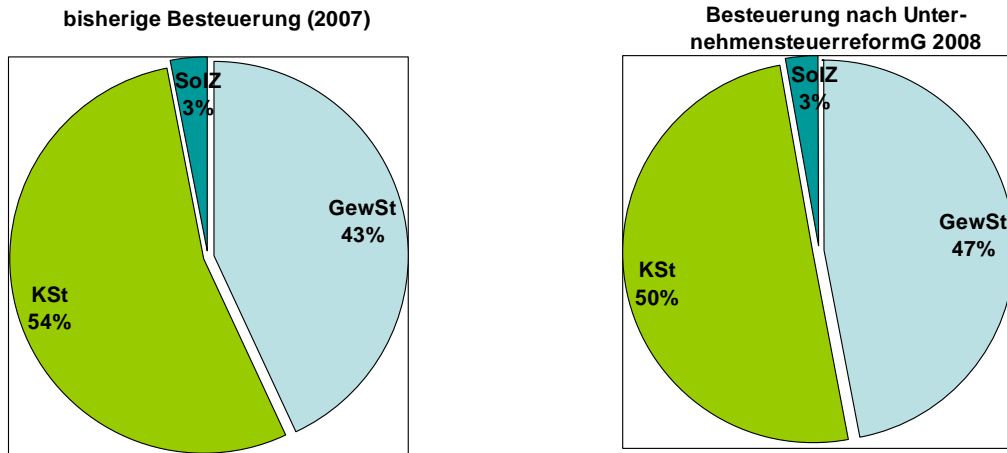 bisherige Besteuerung (2007)
SolZ
3%
GewSt
43%
KSt
54%
Besteuerung nach Unter-
nehmensteuerreformG 2008
SolZ
3%
GewSt
47%
KSt
50%